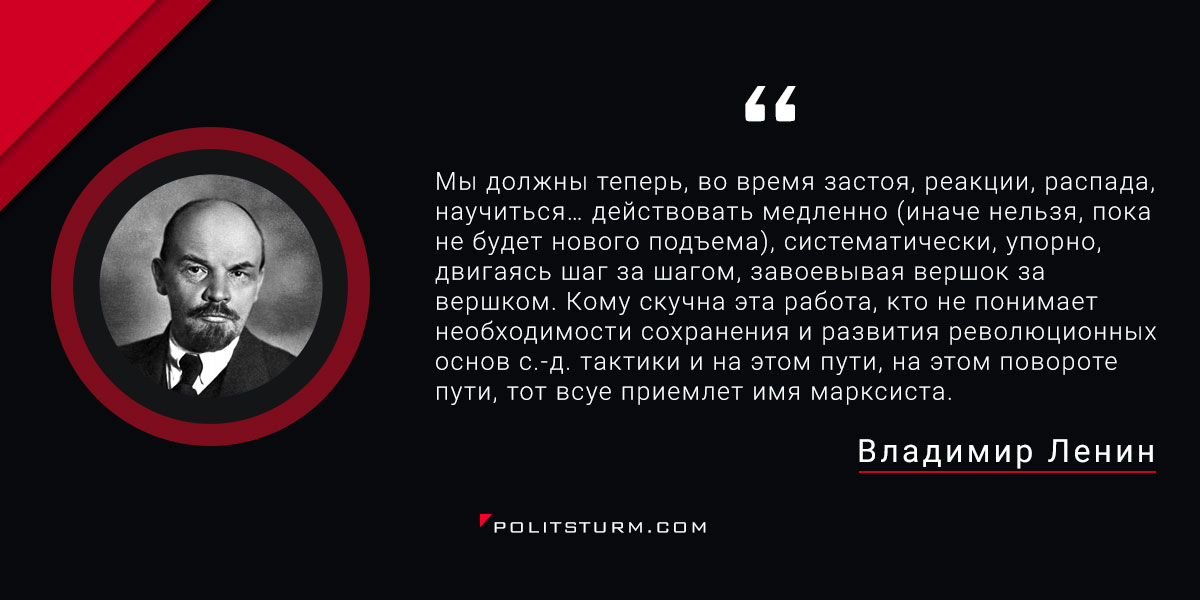 “
Мы должны теперь, во время застоя, реакции, распада,
научиться… действовать медленно (иначе нельзя, пока
не будет нового подъема), систематически, упорно,
двигаясь шаг за шагом, завоевывая вершок за
вершком. Кому скучна эта работа, кто не понимает
необходимости сохранения и развития революционных
основ с.-д. тактики и на этом пути, на этом повороте
пути, тот всуе приемлет имя марксиста.
Владимир Ленин
POLITSTURM.COM